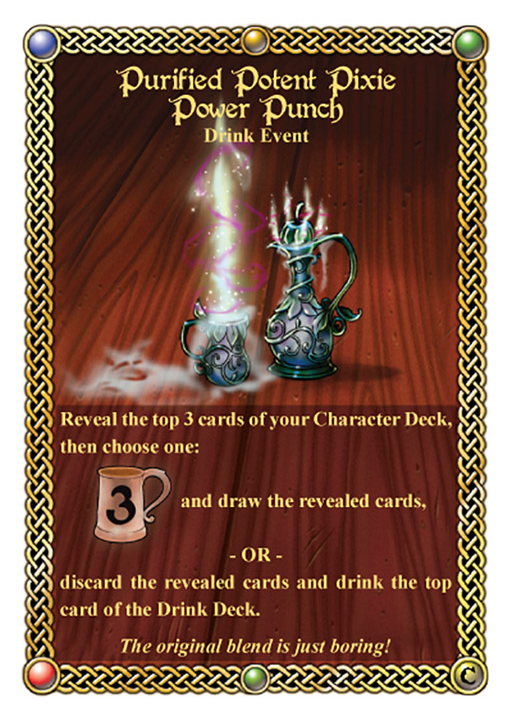 Purified Potent Pixie
Power Punch
Drink Event
Reveal the top 3 cards of your Character Deck,
then choose one:
3 and draw the revealed cards,
- OR -
discard the revealed cards and drink the top
card of the Drink Deck.
The original blend is just boring!
C